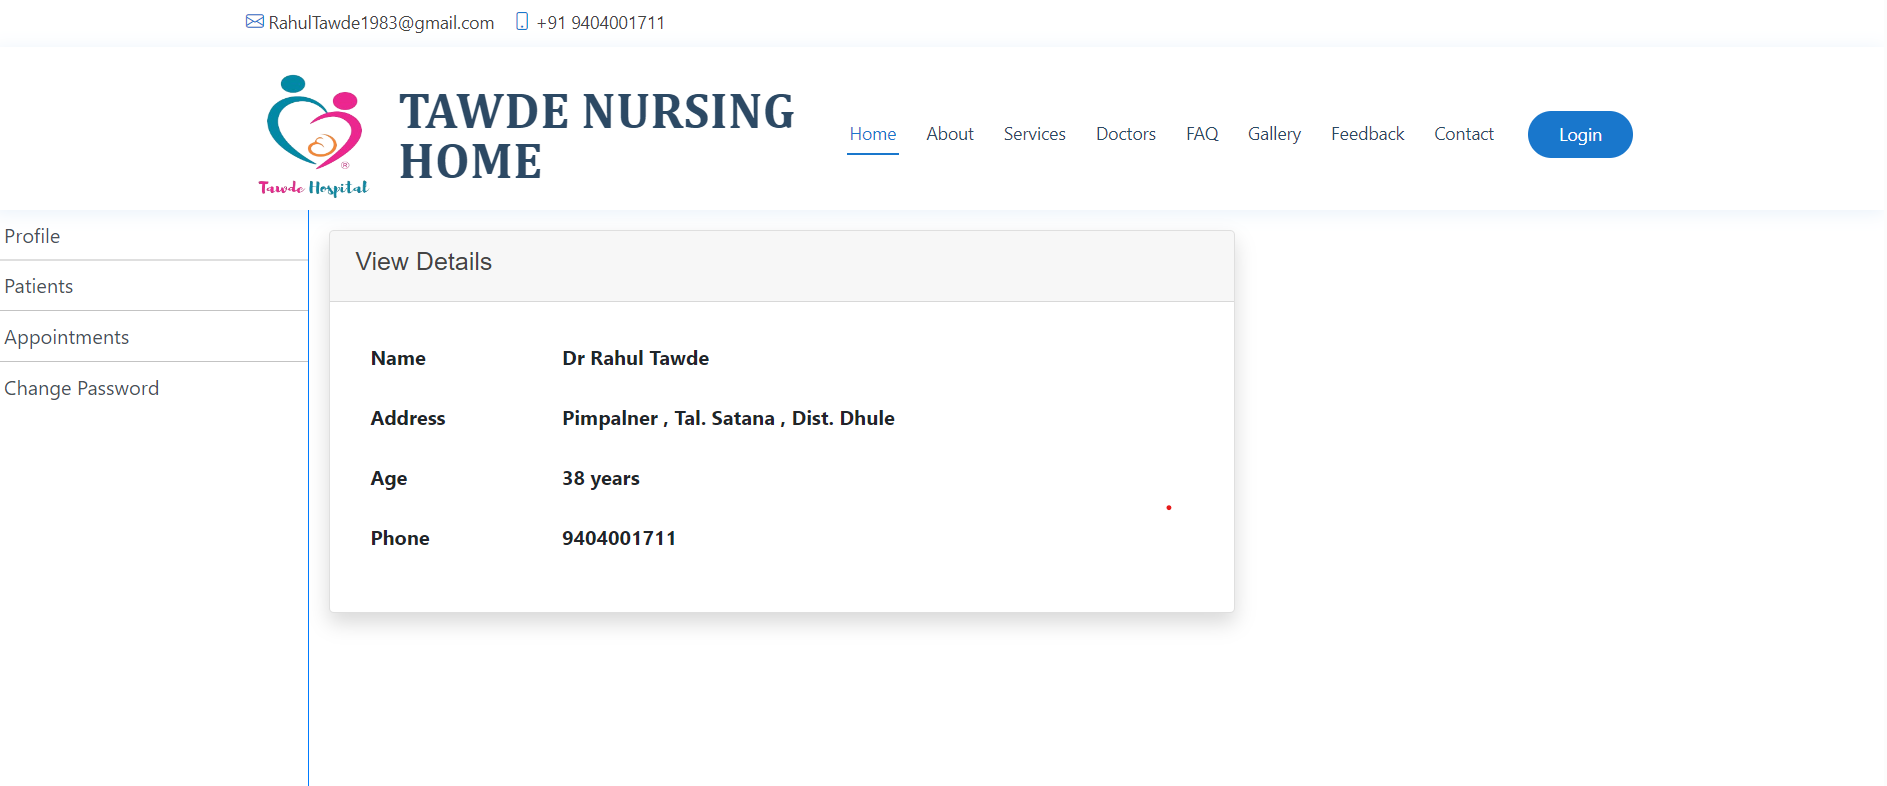 RahulTawde1983@gmail.com +91 9404001711
TAWDE NURSING
HOME
Tawde Hospital
®
Home About Services Doctors FAQ Gallery Feedback Contact Login
Profile
Patients
Appointments
Change Password
View Details
Name Dr Rahul Tawde
Address Pimpalner , Tal. Satana , Dist. Dhule
Age 38 years
Phone 9404001711